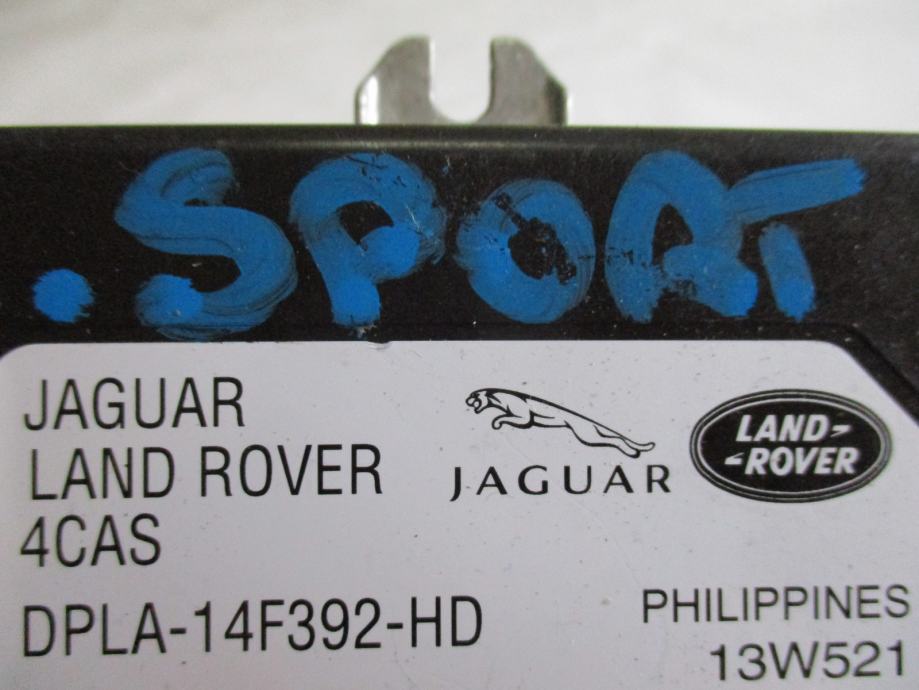 .SPORT
JAGUAR
LAND ROVER
4CAS
JAGUAR
LAND-
-ROVER
DPLA-14F392-HD
PHILIPPINES
13W521